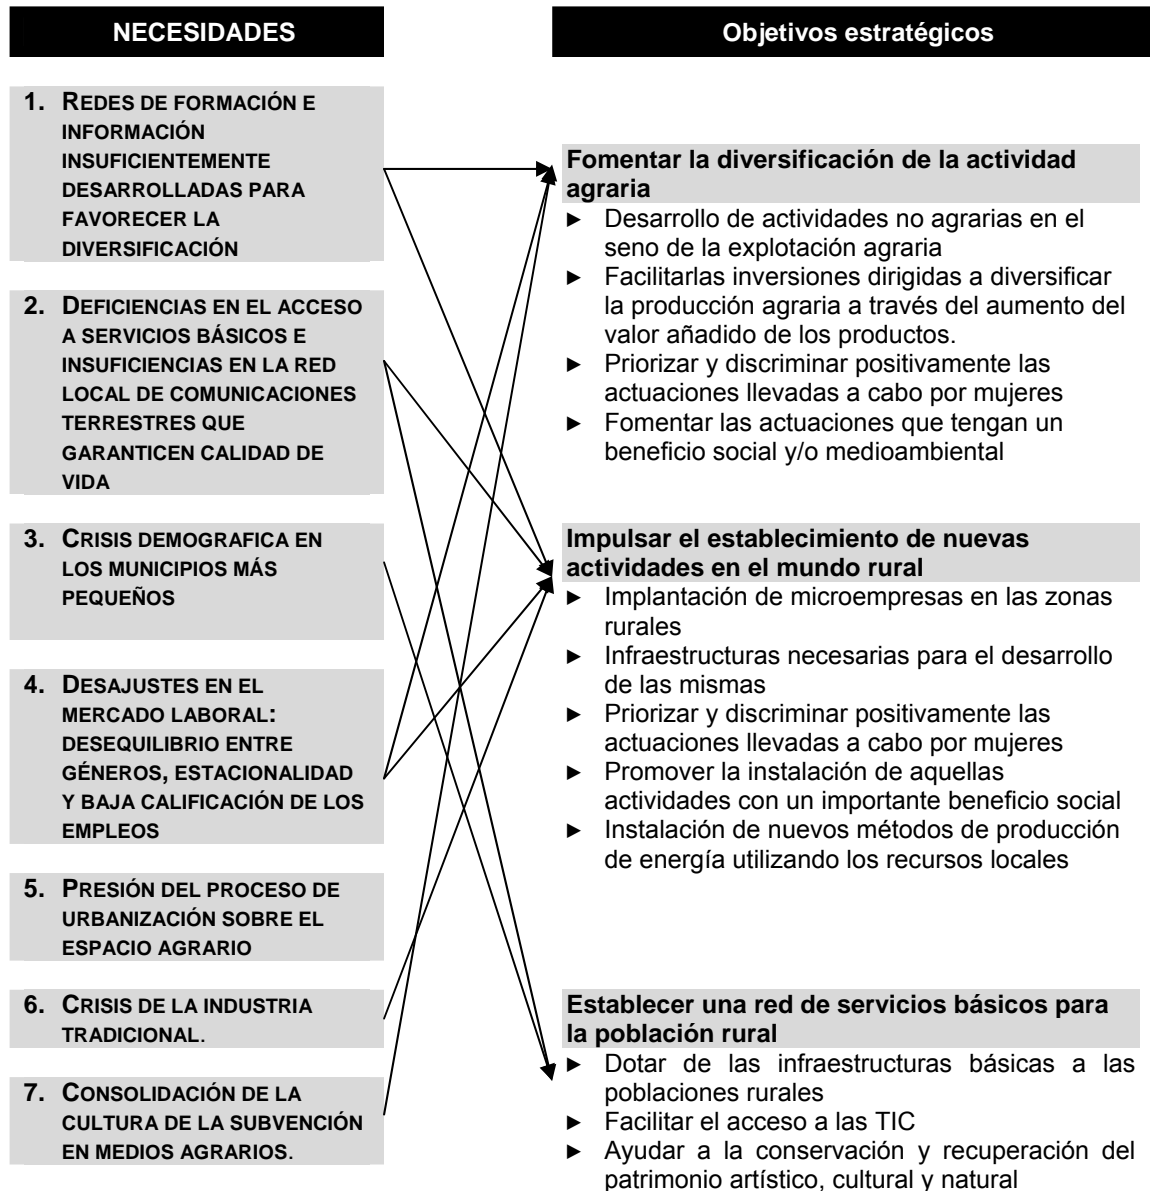 NECESIDADES
1. REDES DE FORMACIÓN E
INFORMACIÓN
INSUFICIENTEMENTE
DESARROLLADAS PARA
FAVORECER LA
DIVERSIFICACIÓN
2. DEFICIENCIAS EN EL ACCESO
A SERVICIOS BÁSICOS E
INSUFICIENCIAS EN LA RED
LOCAL DE COMUNICACIONES
TERRESTRES QUE
GARANTICEN CALIDAD DE
VIDA
3. CRISIS DEMOGRAFICA EN
LOS MUNICIPIOS MÁS
PEQUEÑOS
4. DESAJUSTES EN EL
MERCADO LABORAL:
DESEQUILIBRIO ENTRE
GÉNEROS, ESTACIONALIDAD
Y BAJA CALIFICACIÓN DE LOS
EMPLEOS
5. PRESIÓN DEL PROCESO DE
URBANIZACIÓN SOBRE EL
ESPACIO AGRARIO
6. CRISIS DE LA INDUSTRIA
TRADICIONAL.
7. CONSOLIDACIÓN DE LA
CULTURA DE LA SUBVENCIÓN
EN MEDIOS AGRARIOS.
Objetivos estratégicos
Fomentar la diversificación de la actividad
agraria
► Desarrollo de actividades no agrarias en el
seno de la explotación agraria
► Facilitarlas inversiones dirigidas a diversificar
la producción agraria a través del aumento del
valor añadido de los productos.
► Priorizar y discriminar positivamente las
actuaciones llevadas a cabo por mujeres
► Fomentar las actuaciones que tengan un
beneficio social y/o medioambiental
Impulsar el establecimiento de nuevas
actividades en el mundo rural
► Implantación de microempresas en las zonas
rurales
► Infraestructuras necesarias para el desarrollo
de las mismas
► Priorizar y discriminar positivamente las
actuaciones llevadas a cabo por mujeres
► Promover la instalación de aquellas
actividades con un importante beneficio social
► Instalación de nuevos métodos de producción
de energía utilizando los recursos locales
Establecer una red de servicios básicos para
la población rural
► Dotar de las infraestructuras básicas a las
poblaciones rurales
► Facilitar el acceso a las TIC
► Ayudar a la conservación y recuperación del
patrimonio artístico, cultural y natural